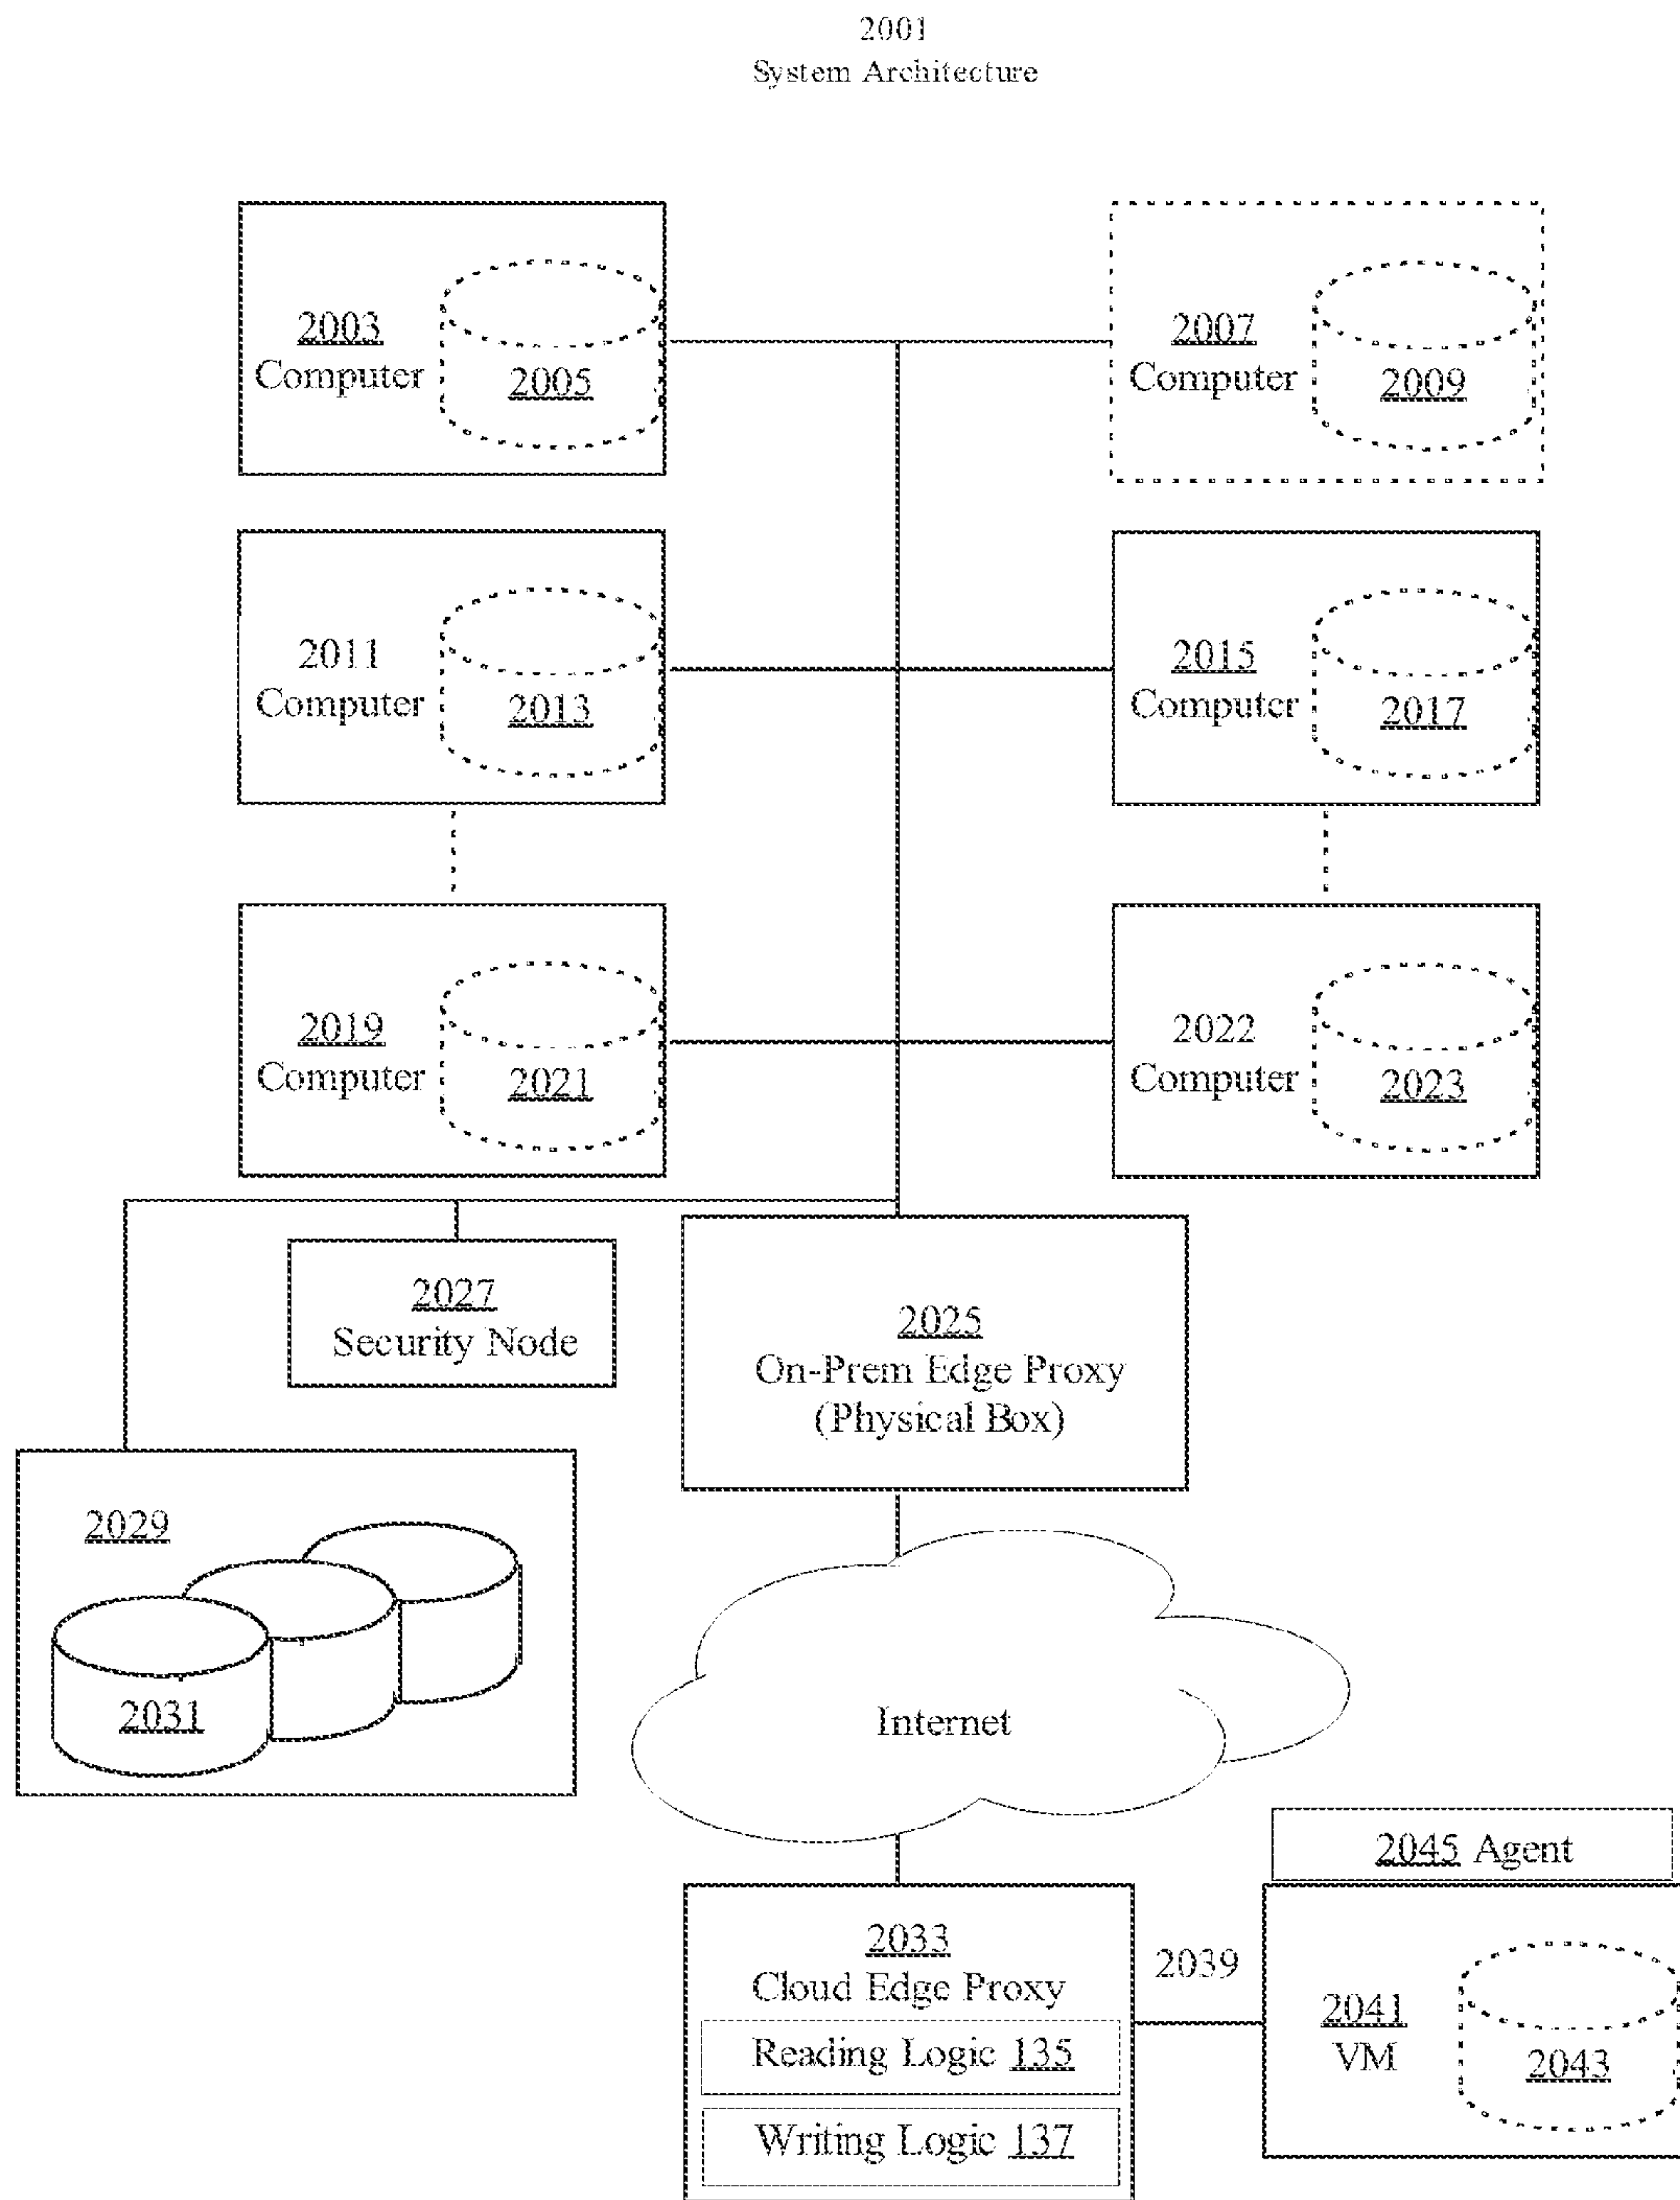 2001
System Architecture
2003
Computer
2005
2007
Computer
2009
2011
Computer
2013
2015
Computer
2017
2019
Computer
2021
2022
Computer
2023
2027
Security Node
2025
On-Prem Edge Proxy
(Physical Box)
2029
2031
Internet
2045 Agent
2033
Cloud Edge Proxy
Reading Logic 135
Writing Logic 137
2039
2041
VM
2043